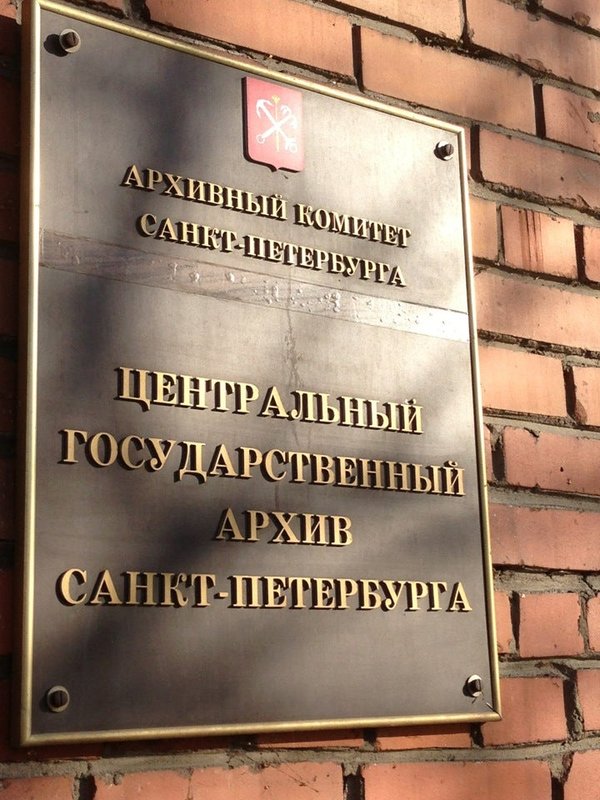 АРХИВНЫЙ КОМИТЕТ
САНКТ-ПЕТЕРБУРГА
ЦЕНТРАЛЬНЫЙ
ГОСУДАРСТВЕННЫЙ
АРХИВ
САНКТ-ПЕТЕРБУРГА